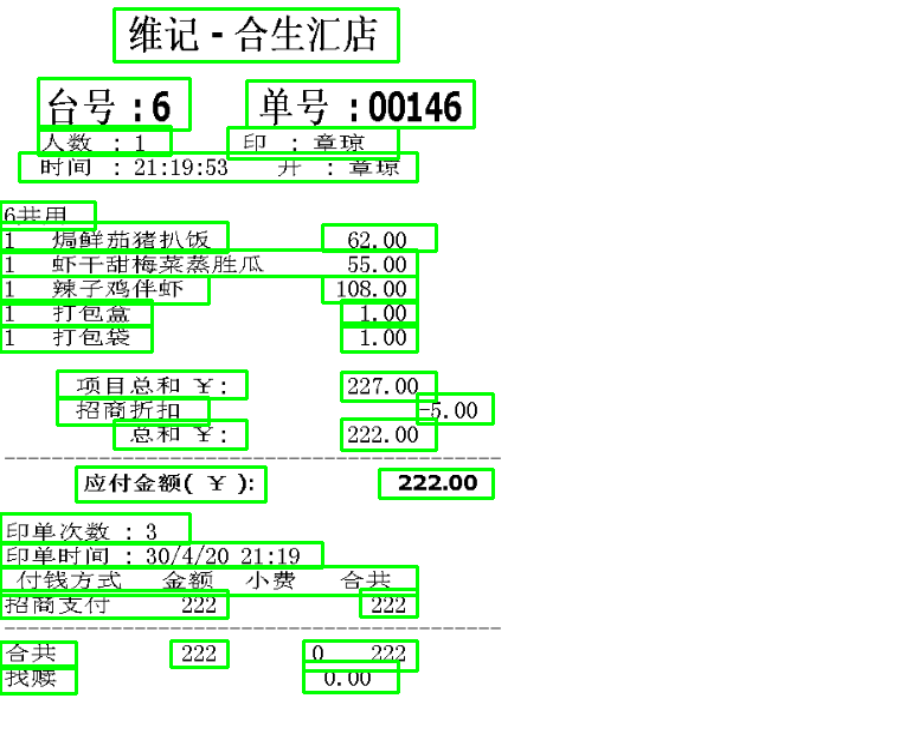 维记 - 合生汇店
台号 :6 单号 :00146
人数 : 1 印 : 章琼
时间 : 21:19:53 开 : 章琼
6共用
1 焗鲜茄猪扒饭 62.00
1 虾干甜梅菜蒸胜瓜 55.00
1 辣子鸡伴虾 108.00
1 打包盒 1.00
1 打包袋 1.00
项目总和 ¥: 227.00
招商折扣 -5.00
总和 ¥: 222.00
应付金额( ¥ ): 222.00
印单次数 : 3
印单时间 : 30/4/20 21:19
付钱方式 金额 小费 合共
招商支付 222 222
合共 222 0 222
找赎 0.00